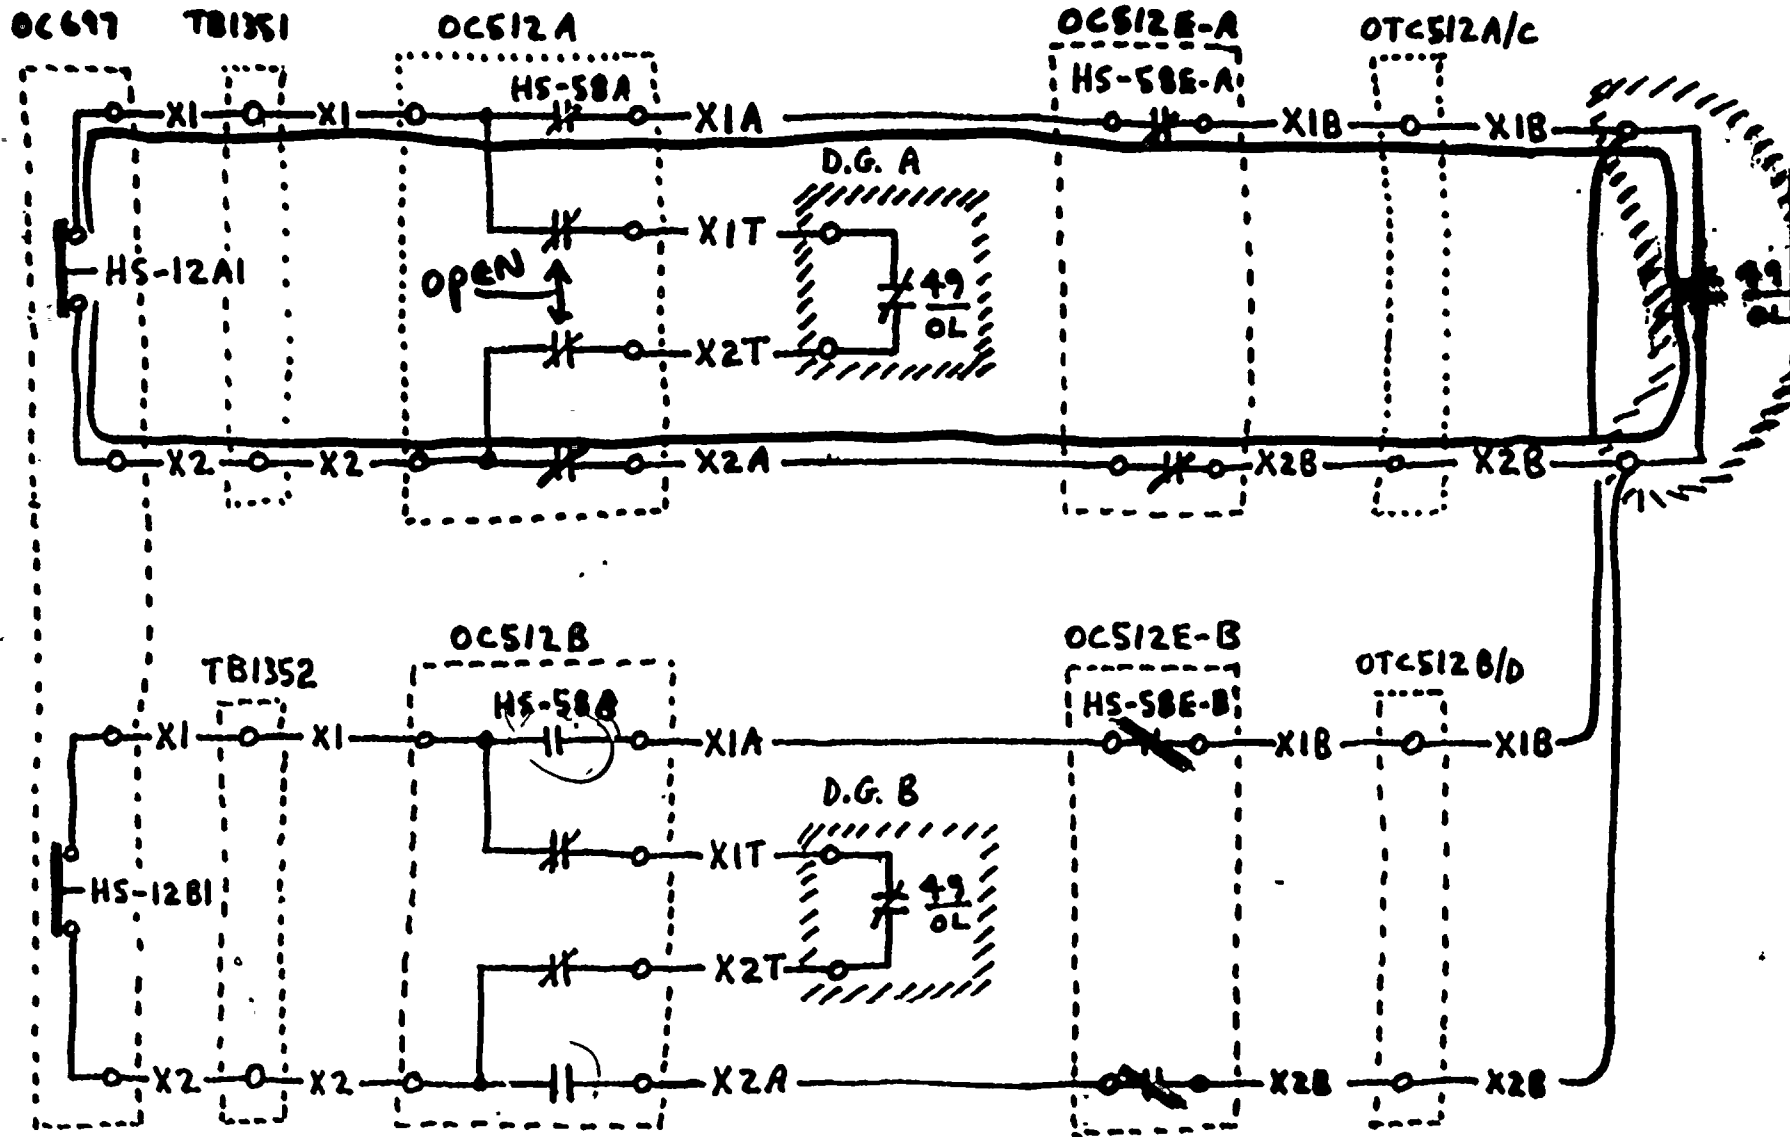 OC697 TB1351 OC512A OC512E-A OTC512A/C
HS-58A HS-58E-A
X1 X1 X1A X1B X1B
D.G. A
X1T
HS-12A1 OPEN 49 49
OL OL
X2T
X2 X2 X2A X2B X2B
OC512B OC512E-B OTC512B/D
TB1352 HS-58B HS-58E-B
X1 X1 X1A X1B X1B
D.G. B
X1T
HS-12B1 49
OL
X2T
X2 X2 X2A X2B X2B